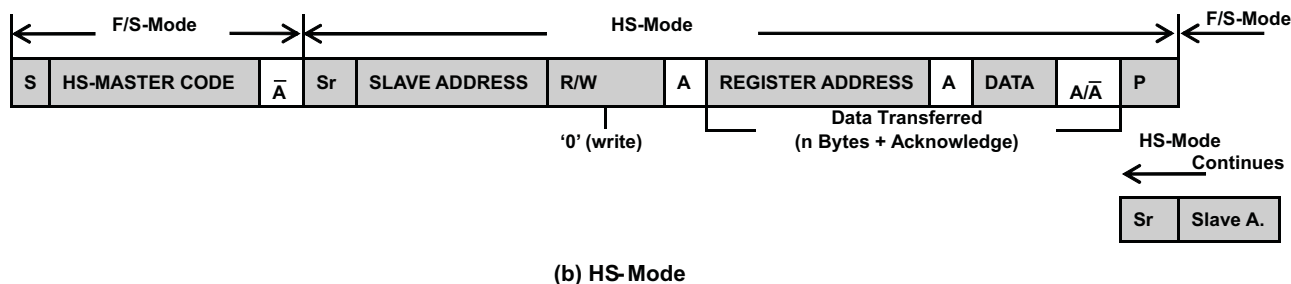 F/S-Mode HS-Mode F/S-Mode
S HS-MASTER CODE A̅ Sr SLAVE ADDRESS R/W A REGISTER ADDRESS A DATA A/A̅ P
‘0’ (write)
Data Transferred
(n Bytes + Acknowledge)
HS-Mode
Continues
Sr Slave A.
(b) HS-Mode